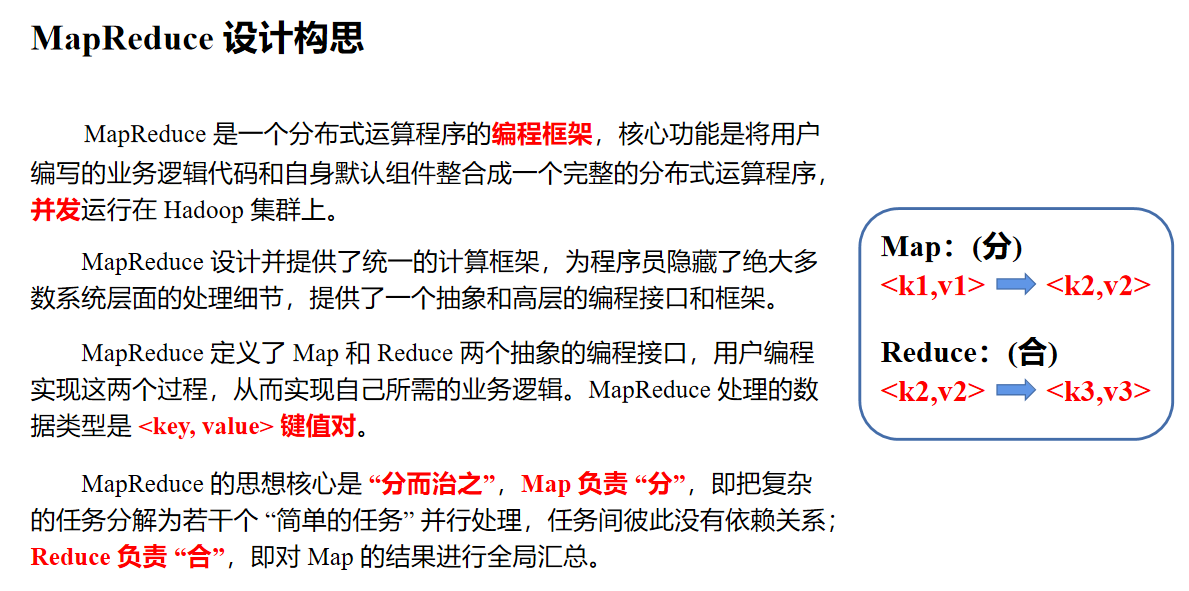 MapReduce 设计构思
MapReduce 是一个分布式运算程序的编程框架，核心功能是将用户
编写的业务逻辑代码和自身默认组件整合成一个完整的分布式运算程序，
并发运行在 Hadoop 集群上。
MapReduce 设计并提供了统一的计算框架，为程序员隐藏了绝大多
数系统层面的处理细节，提供了一个抽象和高层的编程接口和框架。
MapReduce 定义了 Map 和 Reduce 两个抽象的编程接口，用户编程
实现这两个过程，从而实现自己所需的业务逻辑。MapReduce 处理的数
据类型是 <key, value> 键值对。
MapReduce 的思想核心是 “分而治之”，Map 负责 “分”，即把复杂
的任务分解为若干个 “简单的任务” 并行处理，任务间彼此没有依赖关系；
Reduce 负责 “合”，即对 Map 的结果进行全局汇总。
Map：(分)
<k1,v1> <k2,v2>
Reduce：(合)
<k2,v2> <k3,v3>